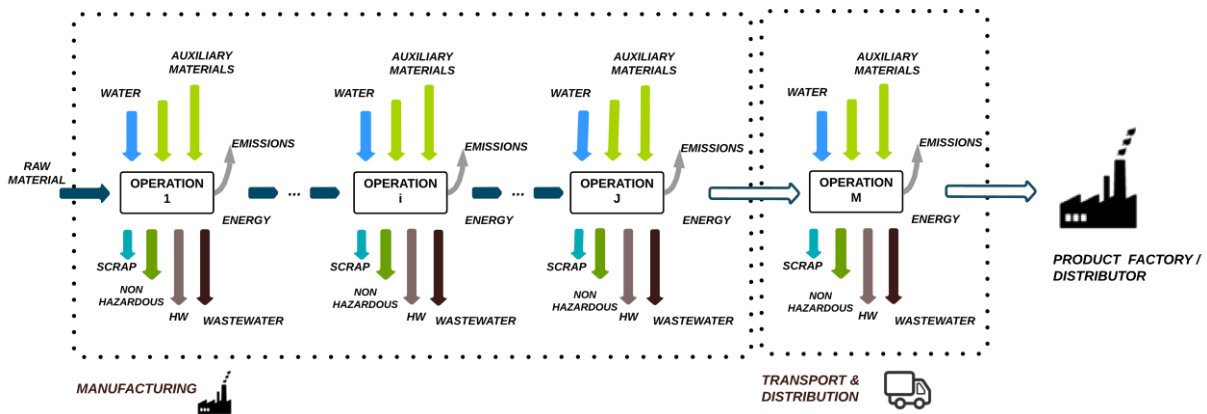 AUXILIARY
MATERIALS
WATER
EMISSIONS
RAW
MATERIAL
OPERATION
1
...
ENERGY
SCRAP
NON
HAZARDOUS
HW
WASTEWATER
AUXILIARY
MATERIALS
WATER
EMISSIONS
OPERATION
i
...
ENERGY
SCRAP
NON
HAZARDOUS
HW
WASTEWATER
AUXILIARY
MATERIALS
WATER
EMISSIONS
OPERATION
J
ENERGY
SCRAP
NON
HAZARDOUS
HW
WASTEWATER
MANUFACTURING
AUXILIARY
MATERIALS
WATER
EMISSIONS
OPERATION
M
ENERGY
SCRAP
NON
HAZARDOUS
HW
WASTEWATER
TRANSPORT &
DISTRIBUTION
PRODUCT FACTORY /
DISTRIBUTOR